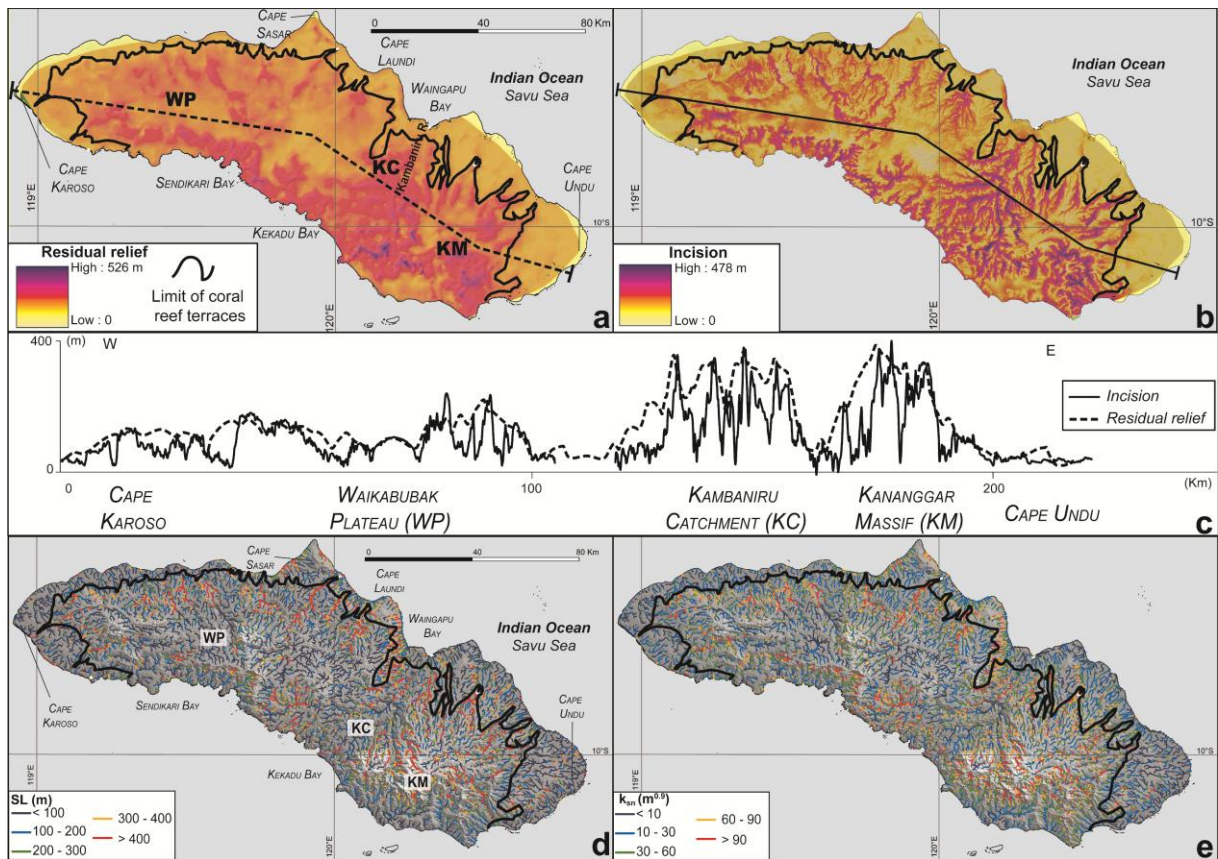 CAPE
SASAR
0 40 80 Km
CAPE
LAUNDI
WAINGAPU
BAY
Indian Ocean
Savu Sea
WP
KC
Kambaniru R.
KM
CAPE
KAROSO
SENDIKARI BAY
KEKADU BAY
CAPE
UNDU
119°E
120°E
10°S
Residual relief
High : 526 m
Low : 0
Limit of coral
reef terraces
a
Indian Ocean
Savu Sea
10°S
119°E
120°E
Incision
High : 478 m
Low : 0
b
400
(m)
W
E
0
Incision
Residual relief
0 100 200
(Km)
CAPE
KAROSO
WAIKABUBAK
PLATEAU (WP)
KAMBANIRU
CATCHMENT (KC)
KANANGGAR
MASSIF (KM)
CAPE UNDU
c
CAPE
SASAR
0 40 80 Km
CAPE
LAUNDI
WAINGAPU
BAY
Indian Ocean
Savu Sea
WP
KC
KM
CAPE
KAROSO
SENDIKARI BAY
KEKADU BAY
CAPE
UNDU
119°E
120°E
10°S
SL (m)
< 100
100 - 200
200 - 300
300 - 400
> 400
d
Indian Ocean
Savu Sea
10°S
119°E
120°E
ksn (m0.9)
< 10
10 - 30
30 - 60
60 - 90
> 90
e